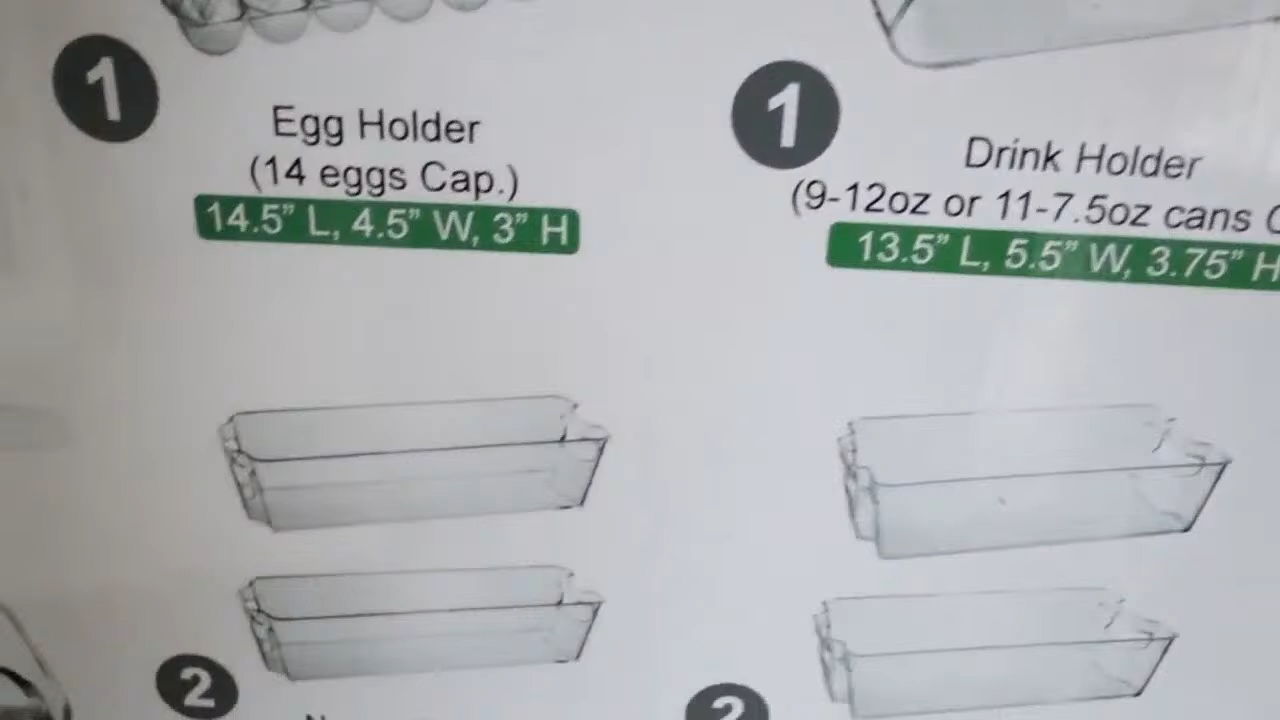 1
Egg Holder
(14 eggs Cap.)
14.5” L, 4.5” W, 3” H
1
Drink Holder
(9-12oz or 11-7.5oz cans
13.5” L, 5.5” W, 3.75” H
2
2